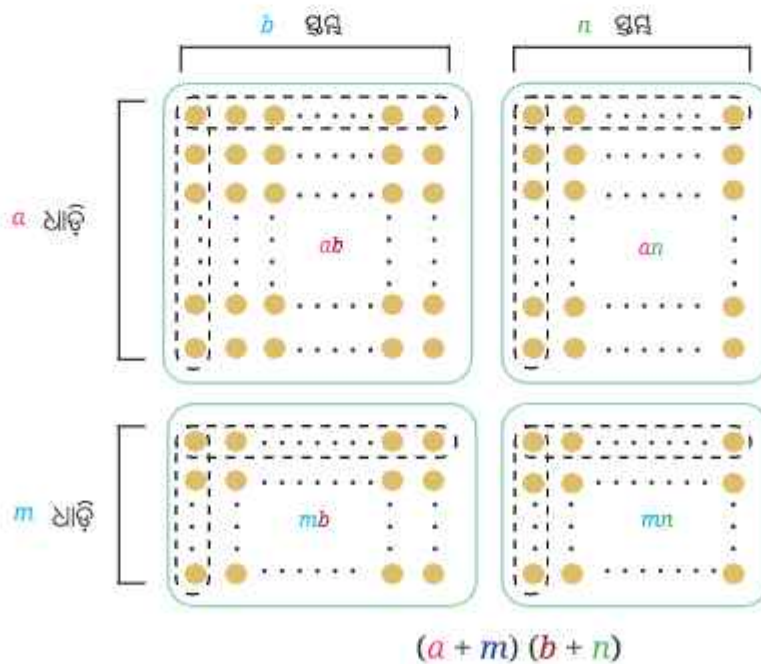 b ସ୍ତମ୍ଭ n ସ୍ତମ୍ଭ
a ଧାଡ଼ି ab an
m ଧାଡ଼ି mb mn
(a + m) (b + n)